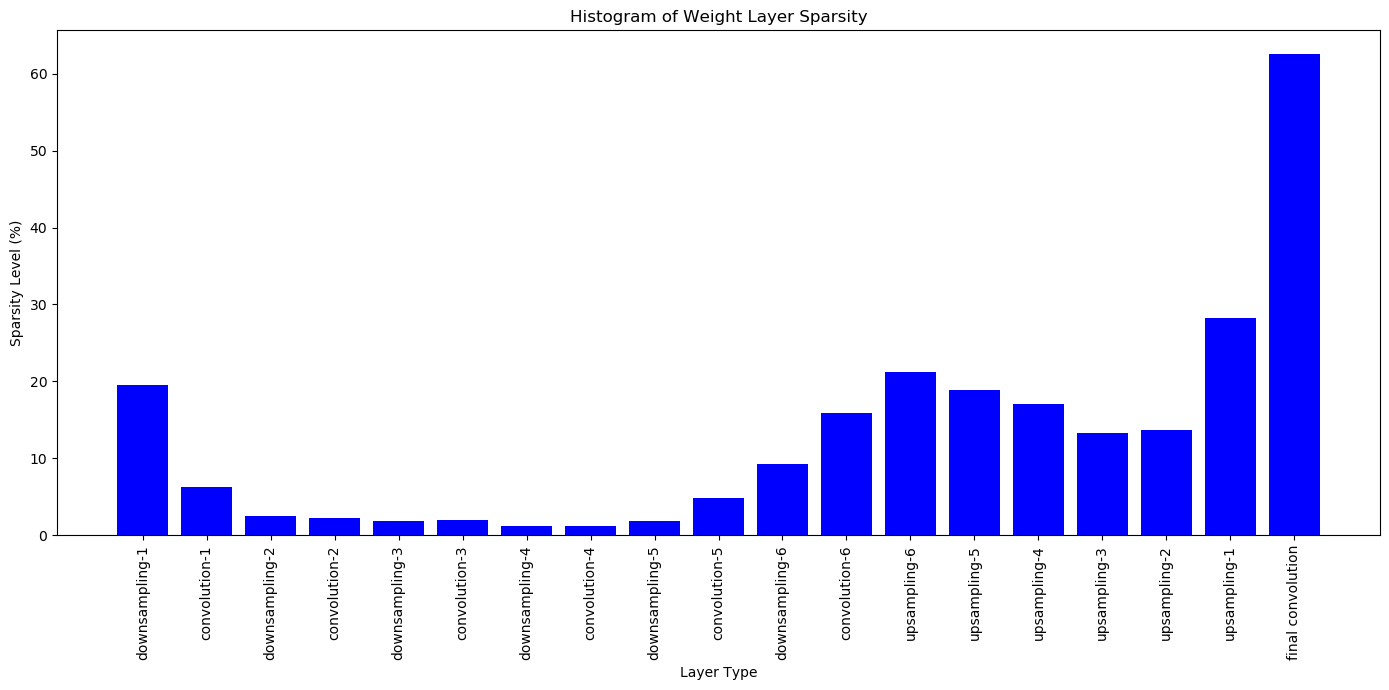 Histogram of Weight Layer Sparsity
Sparsity Level (%)
60
50
40
30
20
10
0
downsampling-1
convolution-1
downsampling-2
convolution-2
downsampling-3
convolution-3
downsampling-4
convolution-4
downsampling-5
convolution-5
downsampling-6
convolution-6
upsampling-6
upsampling-5
upsampling-4
upsampling-3
upsampling-2
upsampling-1
final convolution
Layer Type